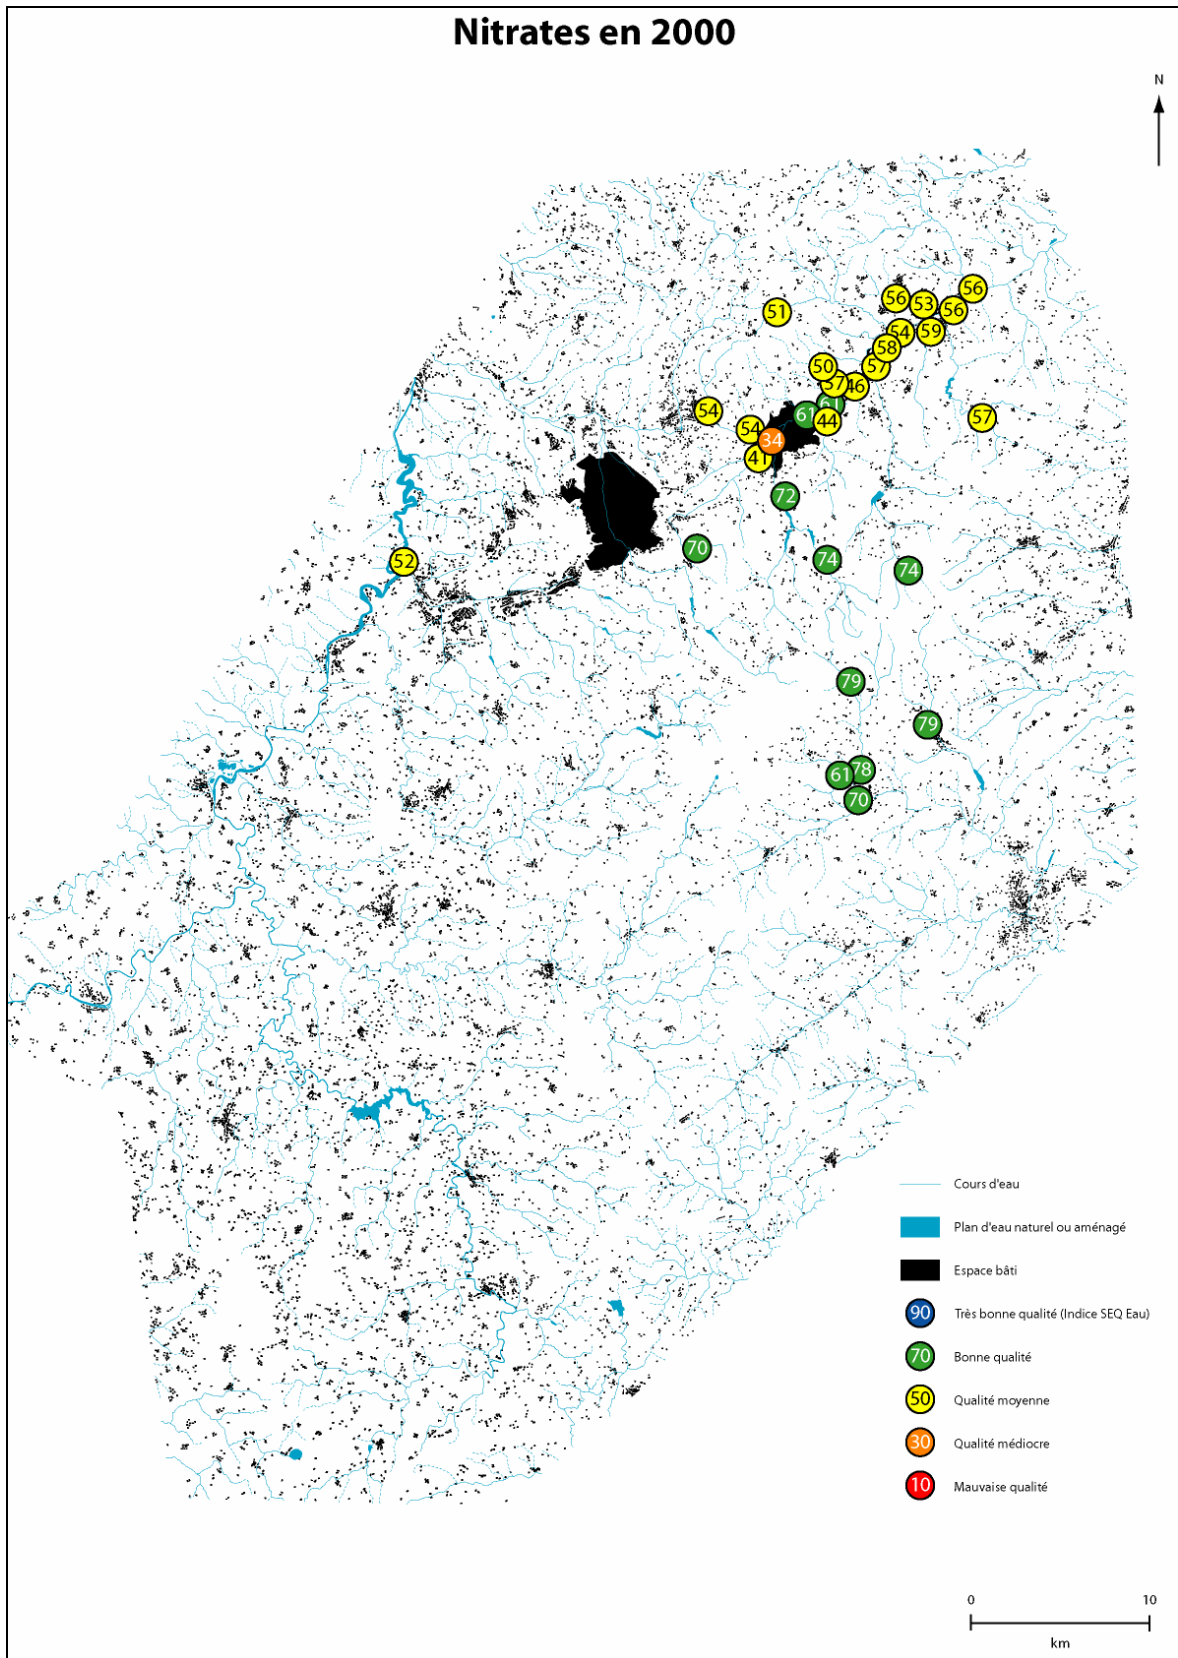 Nitrates en 2000
N
56
56
53
56
51
54
59
58
50
57
57
46
61
54
61
44
57
54
34
41
72
70
74
52
74
79
79
78
61
70
Cours d'eau
Plan d'eau naturel ou aménagé
Espace bâti
90 Très bonne qualité (Indice SEQ Eau)
70 Bonne qualité
50 Qualité moyenne
30 Qualité médiocre
10 Mauvaise qualité
0 10
km